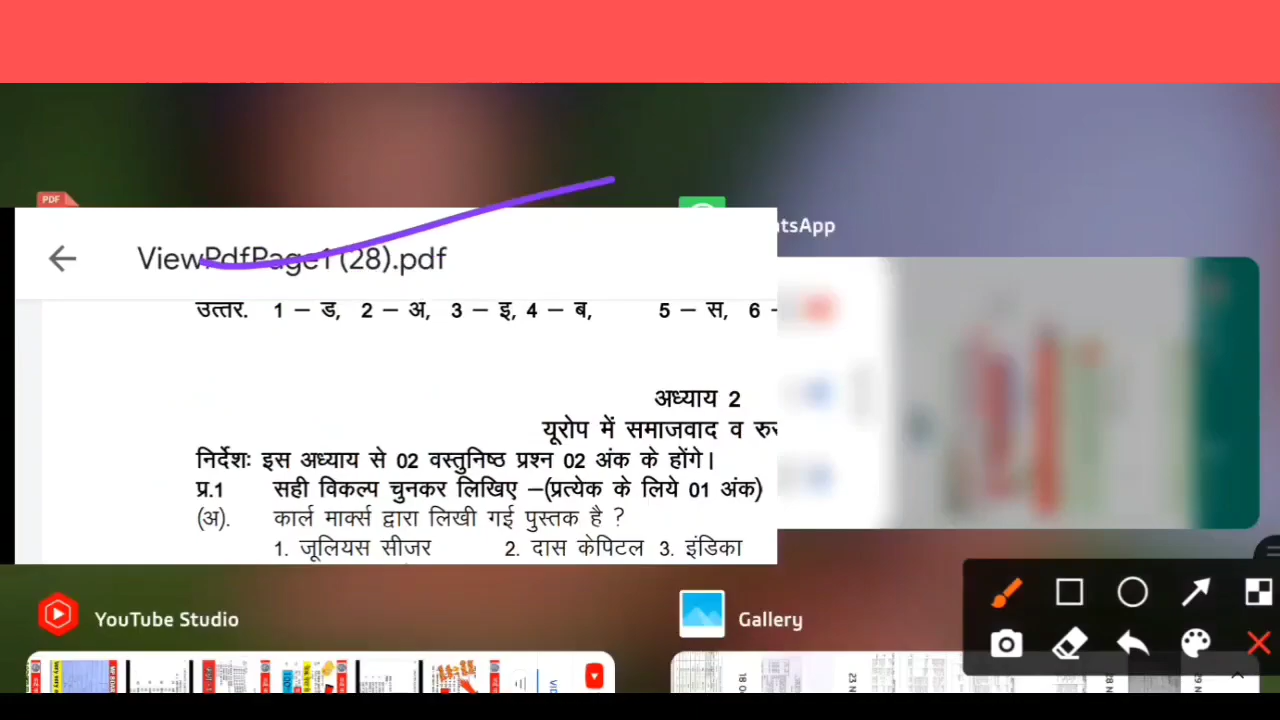 PDF
tsApp
ViewPdfPage1 (28).pdf
उत्तर. 1 – ड, 2 – अ, 3 – इ, 4 – ब, 5 – स, 6 -
अध्याय 2
यूरोप में समाजवाद व रु
निर्देशः इस अध्याय से 02 वस्तुनिष्ठ प्रश्न 02 अंक के होंगे।
प्र.1 सही विकल्प चुनकर लिखिए –(प्रत्येक के लिये 01 अंक)
(अ). कार्ल मार्क्स द्वारा लिखी गई पुस्तक है ?
1. जूलियस सीजर 2. दास केपिटल 3. इंडिका
YouTube Studio
Gallery